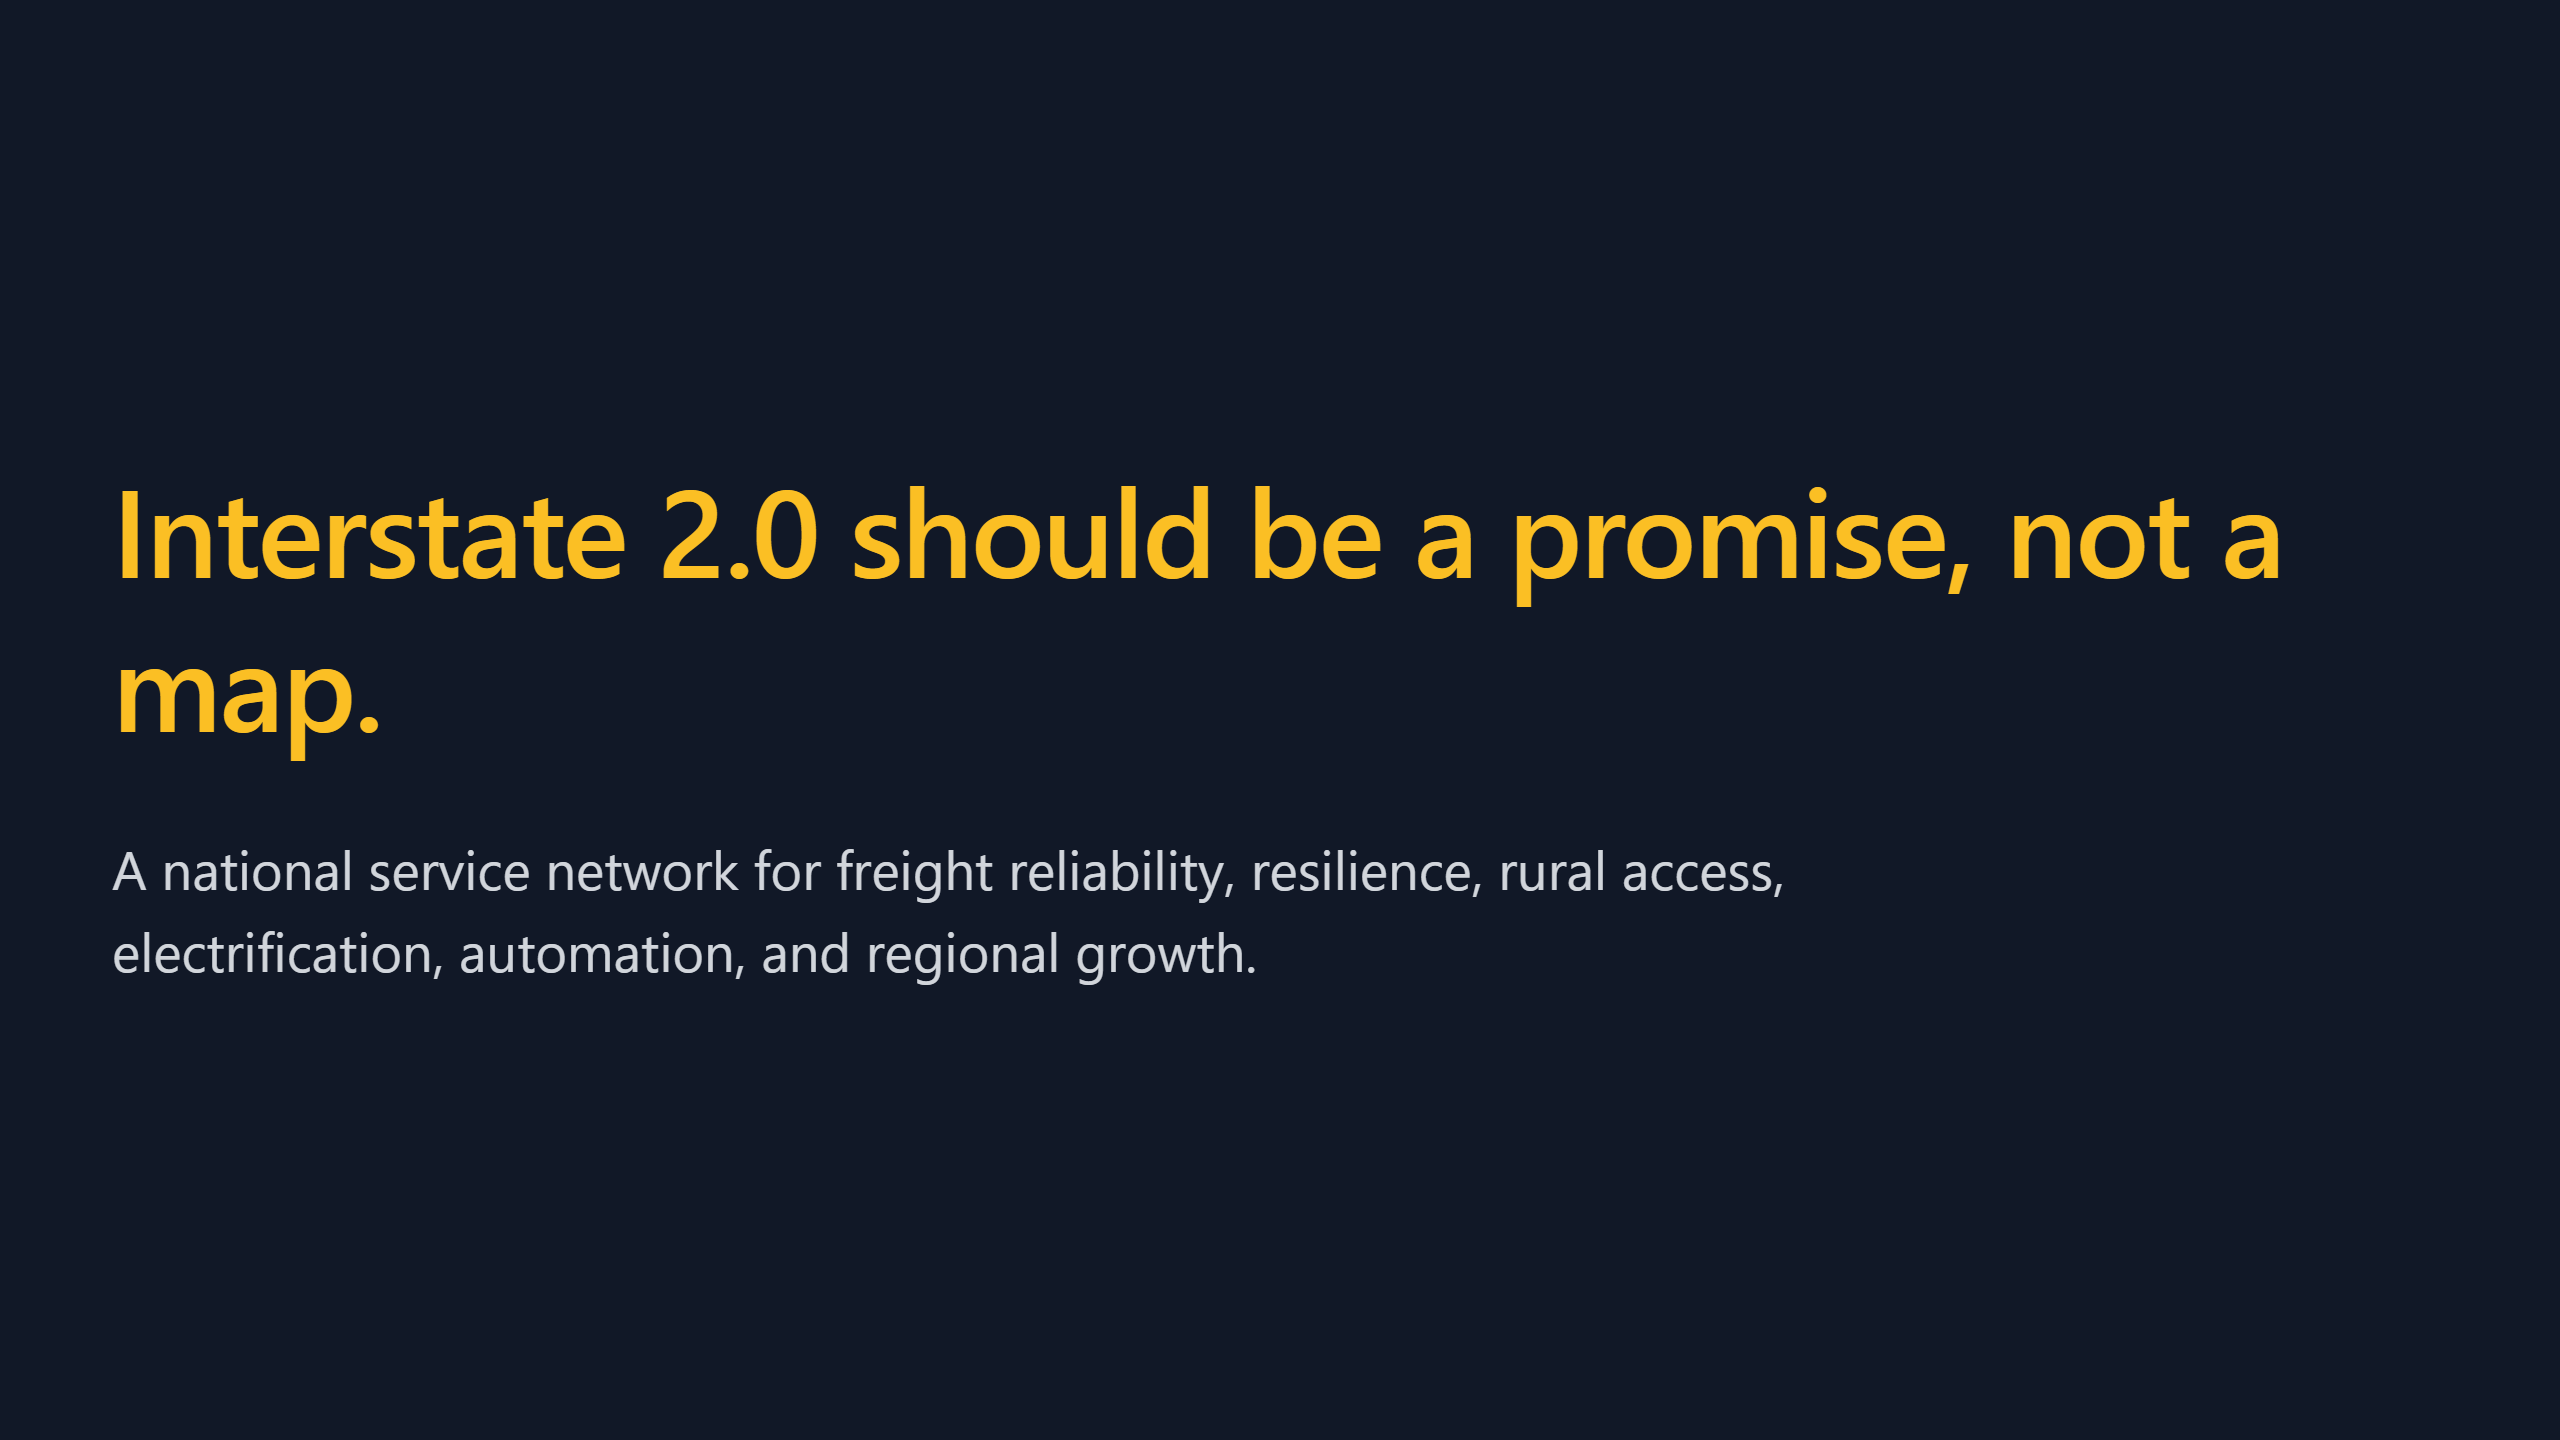 Interstate 2.0 should be a promise, not a
map.
A national service network for freight reliability, resilience, rural access,
electrification, automation, and regional growth.